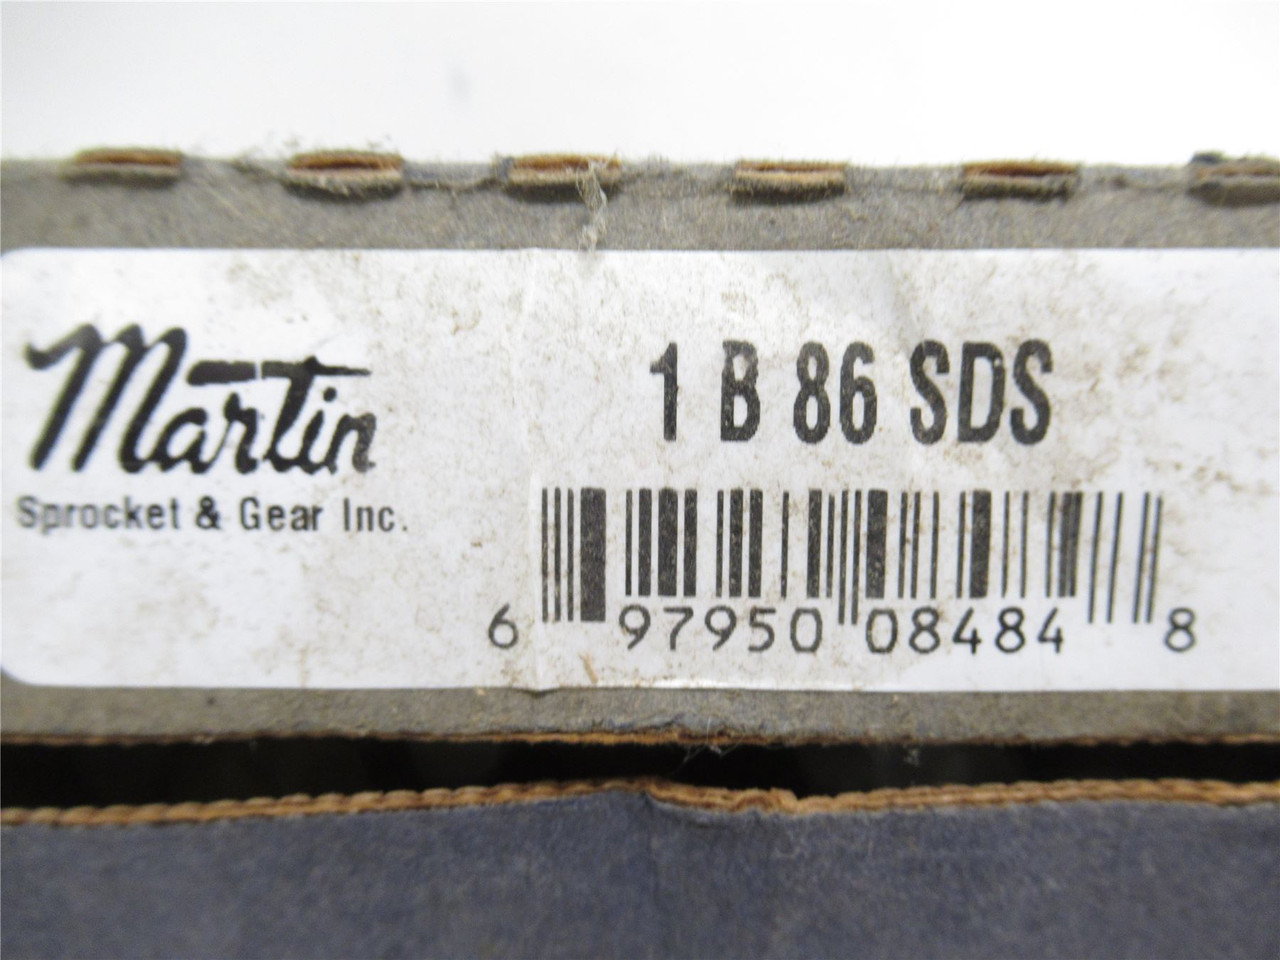 Martin
Sprocket & Gear Inc.
1 B 86 SDS
6 97950 08484 8